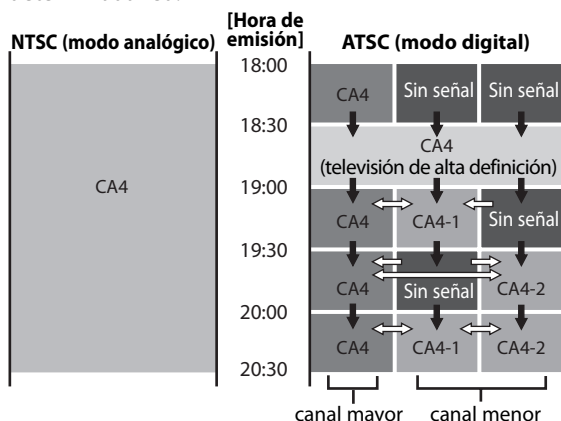 [Hora de
NTSC (modo analógico) emisión] ATSC (modo digital)
18:00
CA4 Sin señal Sin señal
18:30
CA4
(televisión de alta definición)
CA4
19:00
CA4 CA4-1 Sin señal
19:30
CA4 Sin señal CA4-2
20:00
CA4 CA4-1 CA4-2
20:30
canal mayor canal menor